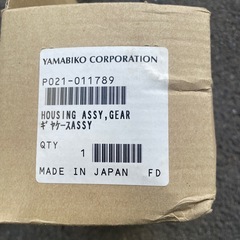 YAMABIKO CORPORATION
P021-011789
HOUSING ASSY,GEAR
ギヤケースASSY
QTY
1
MADE IN JAPAN FD